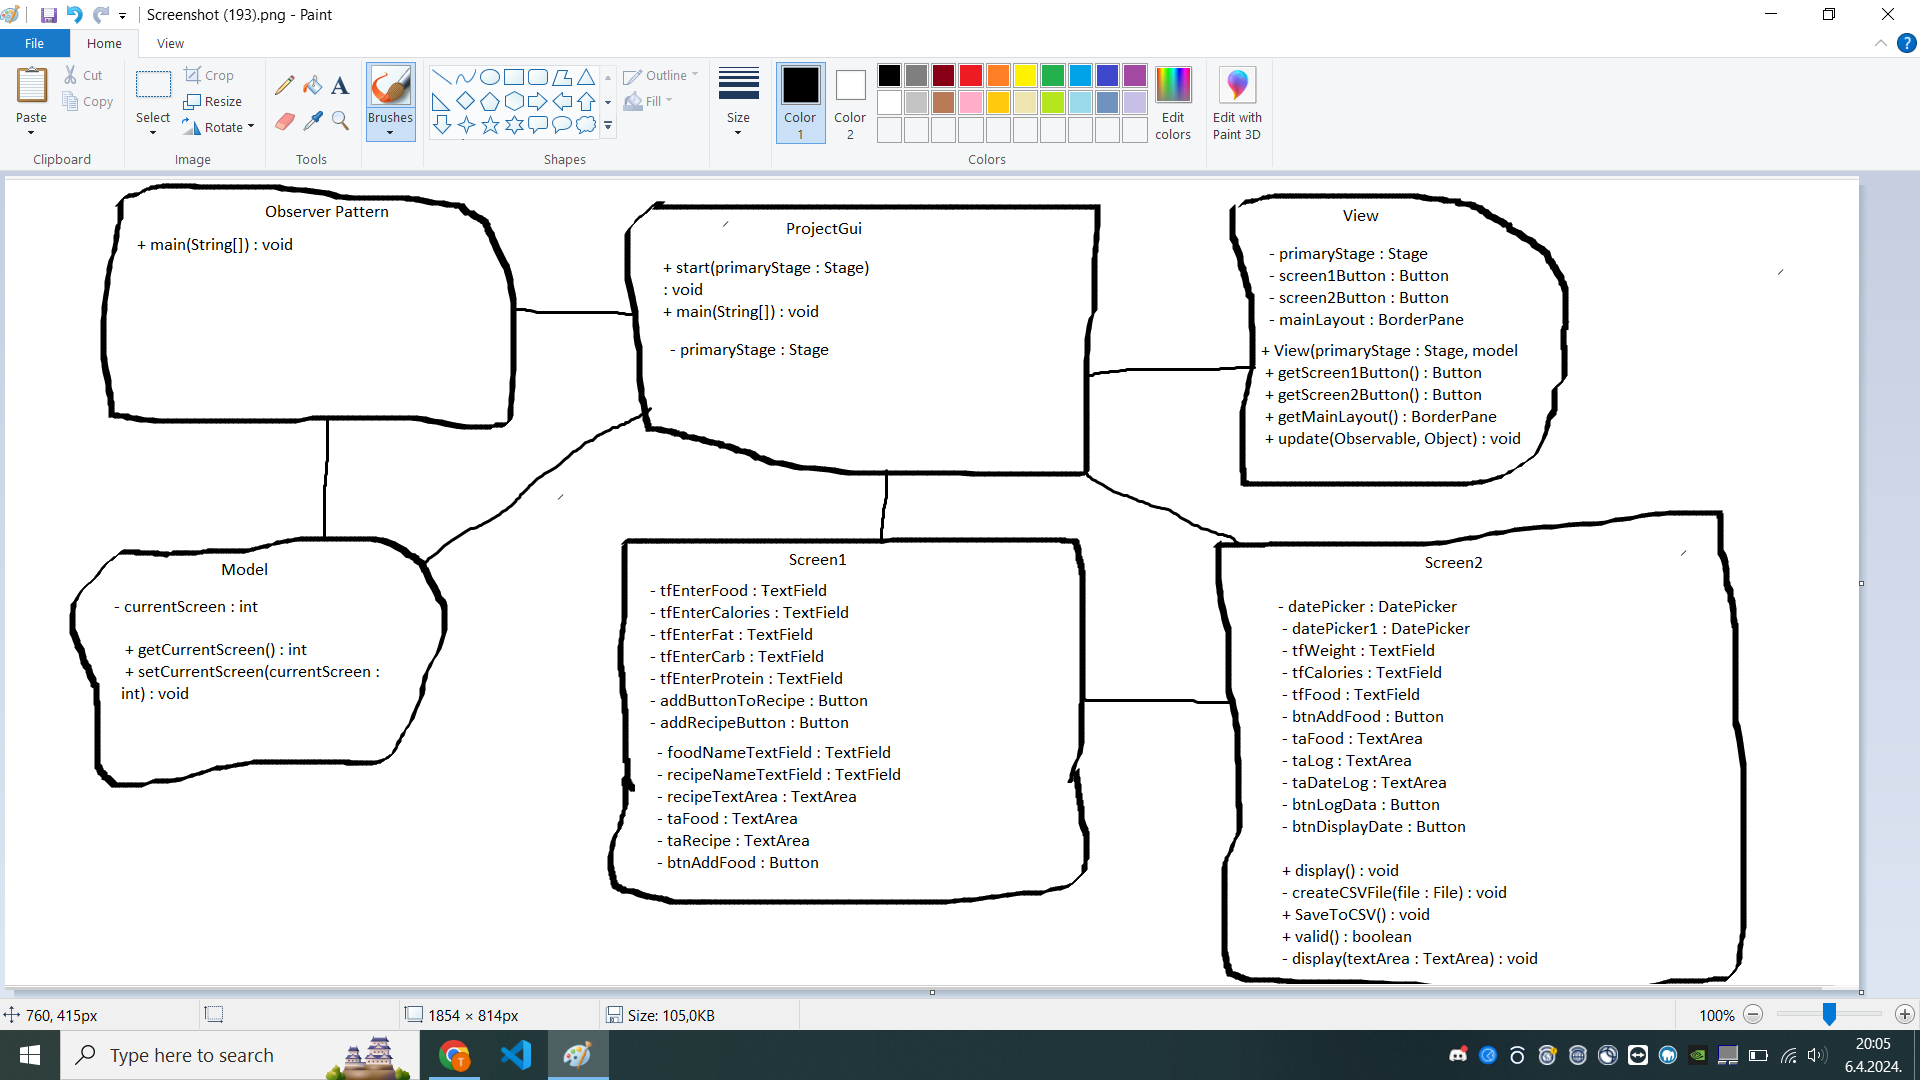 Screenshot (193).png - Paint
File
Home
View
Paste
Cut
Copy
Clipboard
Select
Crop
Resize
Rotate
Image
A
Tools
Brushes
Outline
Fill
Shapes
Size
Color 1
Color 2
Edit colors
Colors
Edit with Paint 3D
Observer Pattern
+ main(String[]) : void
ProjectGui
+ start(primaryStage : Stage)
: void
+ main(String[]) : void
- primaryStage : Stage
View
- primaryStage : Stage
- screen1Button : Button
- screen2Button : Button
- mainLayout : BorderPane
+ View(primaryStage : Stage, model
+ getScreen1Button() : Button
+ getScreen2Button() : Button
+ getMainLayout() : BorderPane
+ update(Observable, Object) : void
Model
- currentScreen : int
+ getCurrentScreen() : int
+ setCurrentScreen(currentScreen :
int) : void
Screen1
- tfEnterFood : TextField
- tfEnterCalories : TextField
- tfEnterFat : TextField
- tfEnterCarb : TextField
- tfEnterProtein : TextField
- addButtonToRecipe : Button
- addRecipeButton : Button
- foodNameTextField : TextField
- recipeNameTextField : TextField
- recipeTextArea : TextArea
- taFood : TextArea
- taRecipe : TextArea
- btnAddFood : Button
Screen2
- datePicker : DatePicker
- datePicker1 : DatePicker
- tfWeight : TextField
- tfCalories : TextField
- tfFood : TextField
- btnAddFood : Button
- taFood : TextArea
- taLog : TextArea
- taDateLog : TextArea
- btnLogData : Button
- btnDisplayDate : Button
+ display() : void
- createCSVFile(file : File) : void
+ SaveToCSV() : void
+ valid() : boolean
- display(textArea : TextArea) : void
760, 415px
1854 × 814px
Size: 105,0KB
100%
Type here to search
T
20:05
6.4.2024.